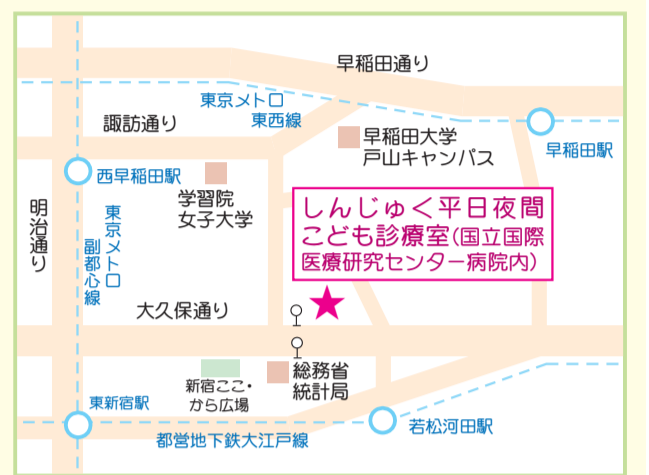 早稲田通り
東京メトロ
東西線
諏訪通り
早稲田大学
戸山キャンパス
早稲田駅
西早稲田駅
学習院
女子大学
明治通り
東京メトロ
副都心線
しんじゅく平日夜間
こども診療室(国立国際
医療研究センター病院内)
大久保通り
総務省
統計局
新宿ここ・
から広場
東新宿駅
若松河田駅
都営地下鉄大江戸線